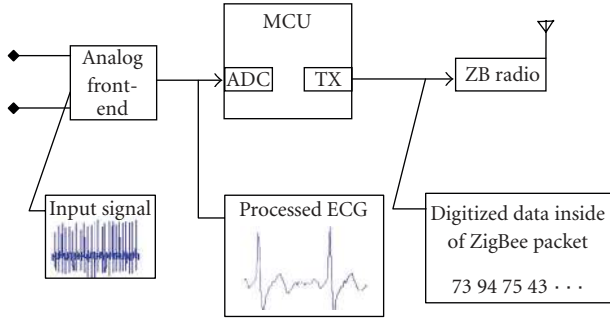 MCU
Analog
front-
end
ADC
TX
ZB radio
Input signal
Processed ECG
Digitized data inside
of ZigBee packet
73 94 75 43 · · ·